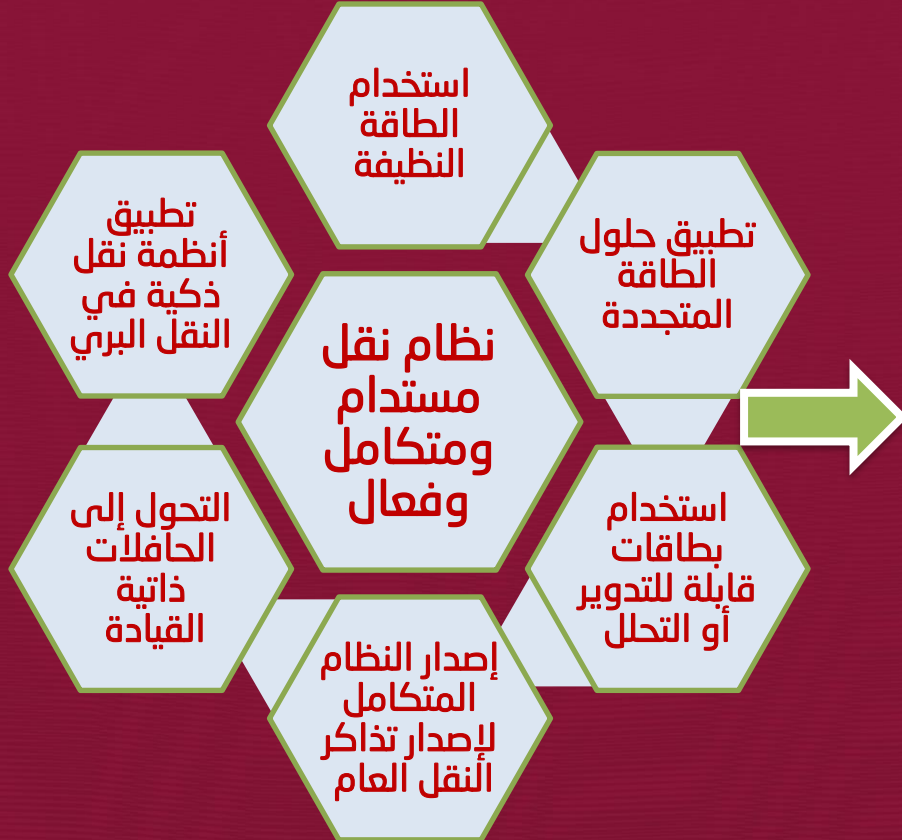 استخدام
الطاقة
النظيفة
تطبيق حلول
الطاقة
المتجددة
استخدام
بطاقات
قابلة للتدوير
أو التحلل
إصدار النظام
المتكامل
لإصدار تذاكر
النقل العام
التحول إلى
الحافلات
ذاتية
القيادة
تطبيق
أنظمة نقل
ذكية في
النقل البري
نظام نقل
مستدام
ومتكامل
وفعال